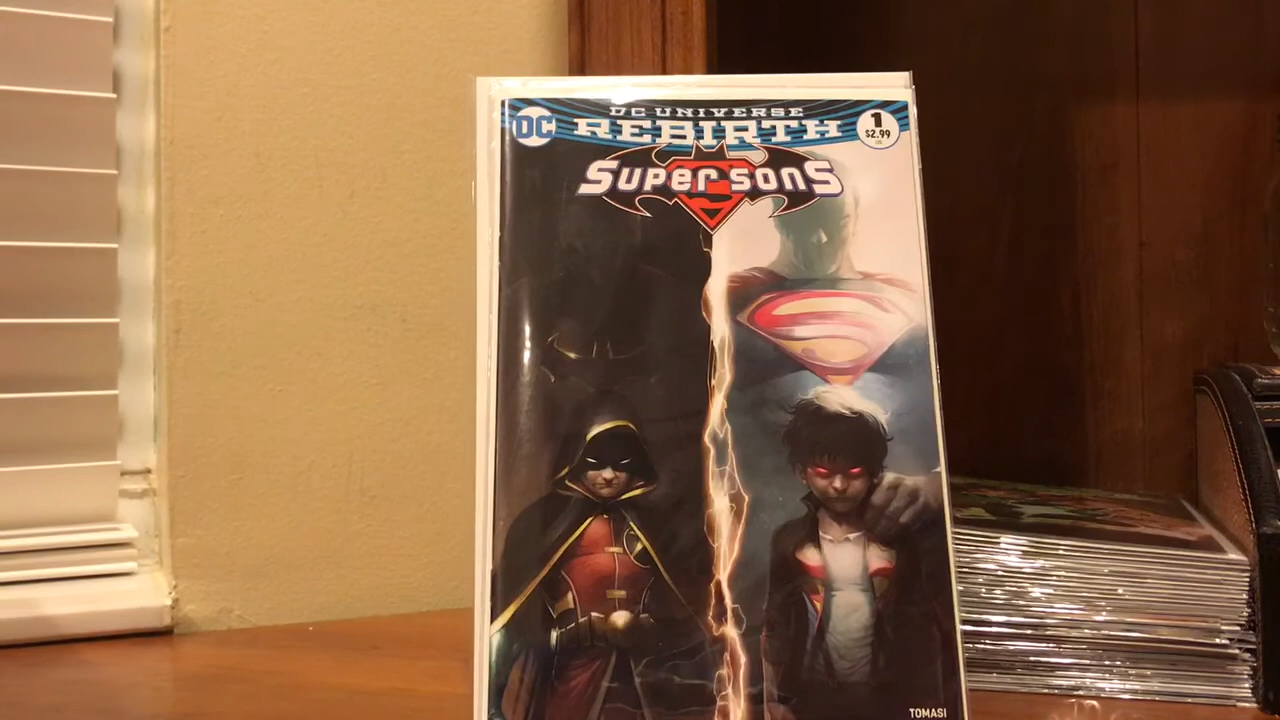 DC UNIVERSE
DC
REBIRTH
1
$2.99
SUPER SONS
TOMASI